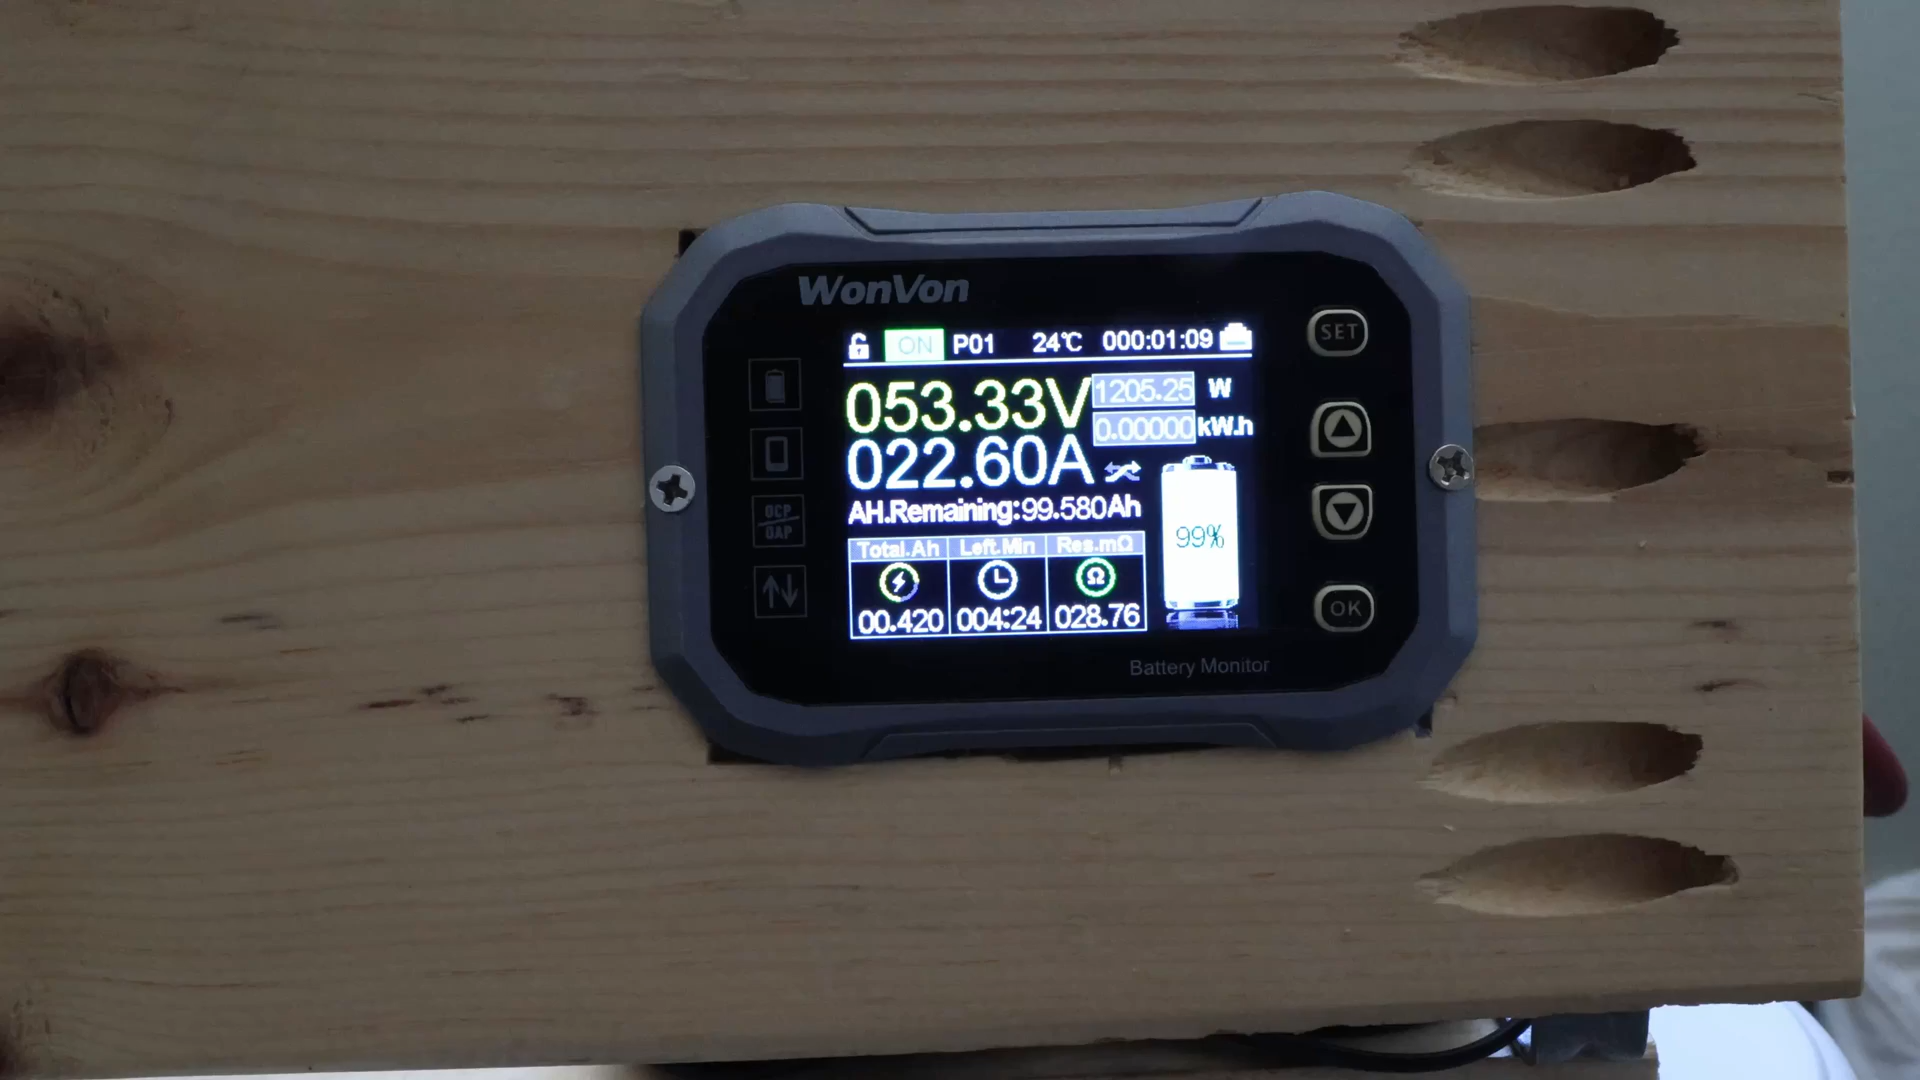 WonVon
ON P01 24℃ 000:01:09
053.33V 1205.25 W
0.00000 kW.h
022.60A
AH.Remaining:99.580Ah
99%
Total.Ah Left.Min Res.mΩ
Ω
00.420 004:24 028.76
Battery Monitor
OCP
OAP
SET
OK